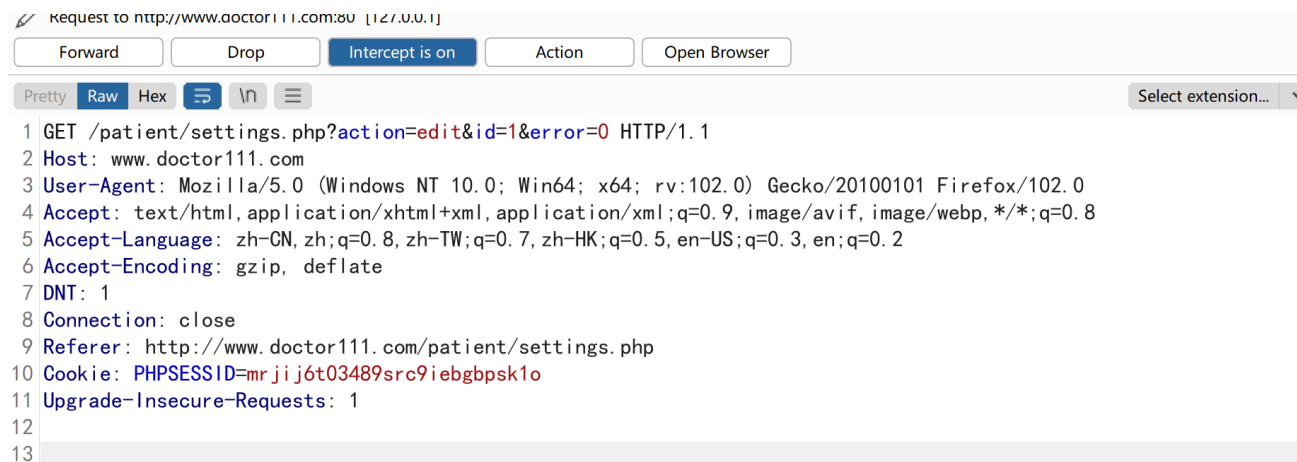 Request to http://www.doctor111.com:80 [127.0.0.1]
Forward Drop Intercept is on Action Open Browser
Pretty Raw Hex \n Select extension...
1 GET /patient/settings.php?action=edit&id=1&error=0 HTTP/1.1
2 Host: www.doctor111.com
3 User-Agent: Mozilla/5.0 (Windows NT 10.0; Win64; x64; rv:102.0) Gecko/20100101 Firefox/102.0
4 Accept: text/html,application/xhtml+xml,application/xml;q=0.9,image/avif,image/webp,*/*;q=0.8
5 Accept-Language: zh-CN,zh;q=0.8,zh-TW;q=0.7,zh-HK;q=0.5,en-US;q=0.3,en;q=0.2
6 Accept-Encoding: gzip, deflate
7 DNT: 1
8 Connection: close
9 Referer: http://www.doctor111.com/patient/settings.php
10 Cookie: PHPSESSID=mrjij6t03489src9iebgbpsk1o
11 Upgrade-Insecure-Requests: 1
12
13